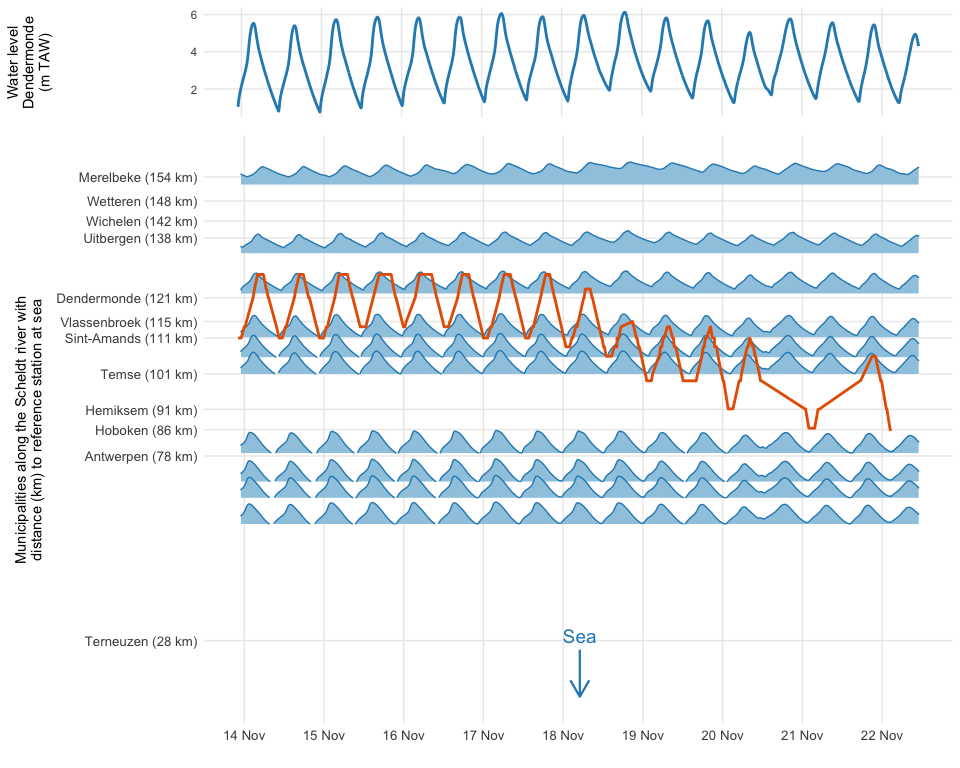 Water level
Dendermonde
(m TAW)
6
4
2
Municipalities along the Scheldt river with
distance (km) to reference station at sea
Merelbeke (154 km)
Wetteren (148 km)
Wichelen (142 km)
Uitbergen (138 km)
Dendermonde (121 km)
Vlassenbroek (115 km)
Sint-Amands (111 km)
Temse (101 km)
Hemiksem (91 km)
Hoboken (86 km)
Antwerpen (78 km)
Terneuzen (28 km)
Sea
14 Nov
15 Nov
16 Nov
17 Nov
18 Nov
19 Nov
20 Nov
21 Nov
22 Nov